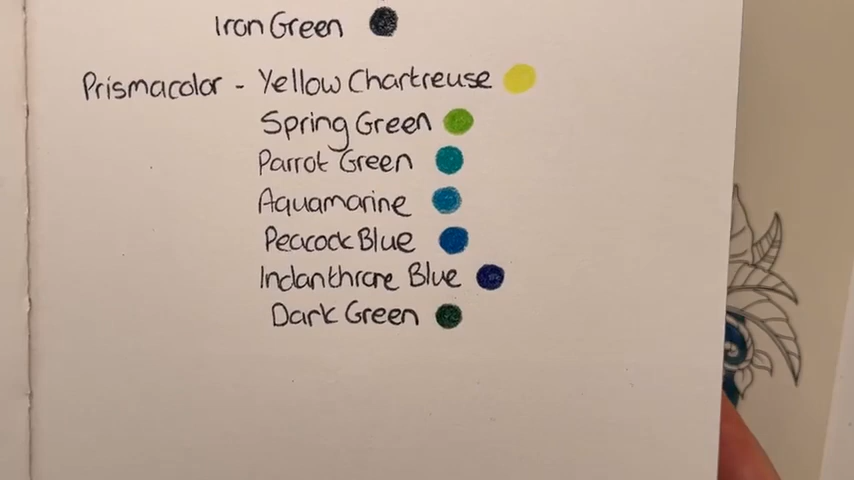 Iron Green
Prismacolor - Yellow Chartreuse
Spring Green
Parrot Green
Aquamarine
Peacock Blue
Indanthrone Blue
Dark Green